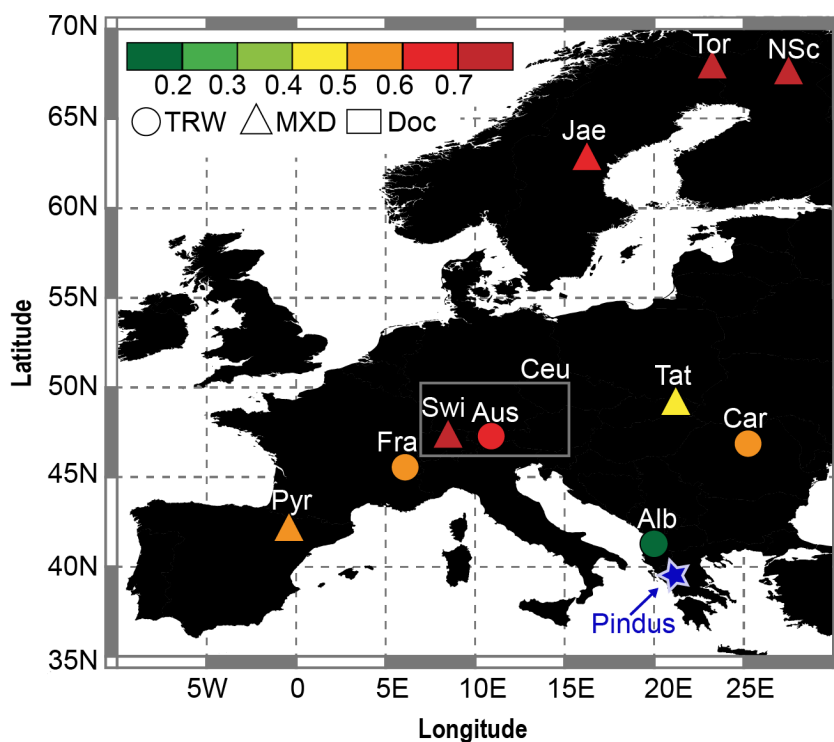 70N
65N
60N
55N
50N
45N
40N
35N
Latitude
0.2 0.3 0.4 0.5 0.6 0.7
TRW MXD Doc
Tor NSc
Jae
Ceu
Tat
Swi Aus
Car
Fra
Pyr
Alb
Pindus
5W 0 5E 10E 15E 20E 25E
Longitude